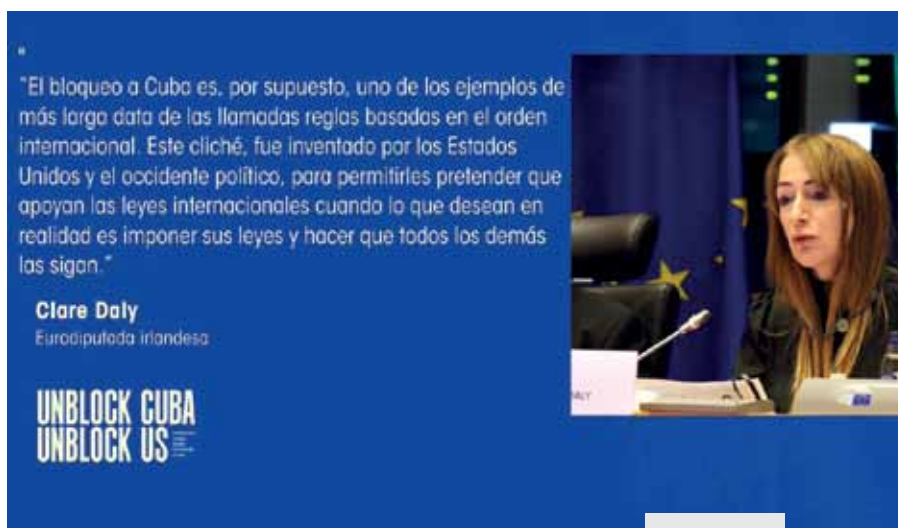 "
"El bloqueo a Cuba es, por supuesto, uno de los ejemplos de
más larga data de las llamadas reglas basadas en el orden
internacional. Este cliché, fue inventado por los Estados
Unidos y el occidente político, para permitirles pretender que
apoyan las leyes internacionales cuando lo que desean en
realidad es imponer sus leyes y hacer que todos los demás
las sigan."
Clare Daly
Eurodiputada irlandesa
UNBLOCK CUBA
UNBLOCK US
ALY